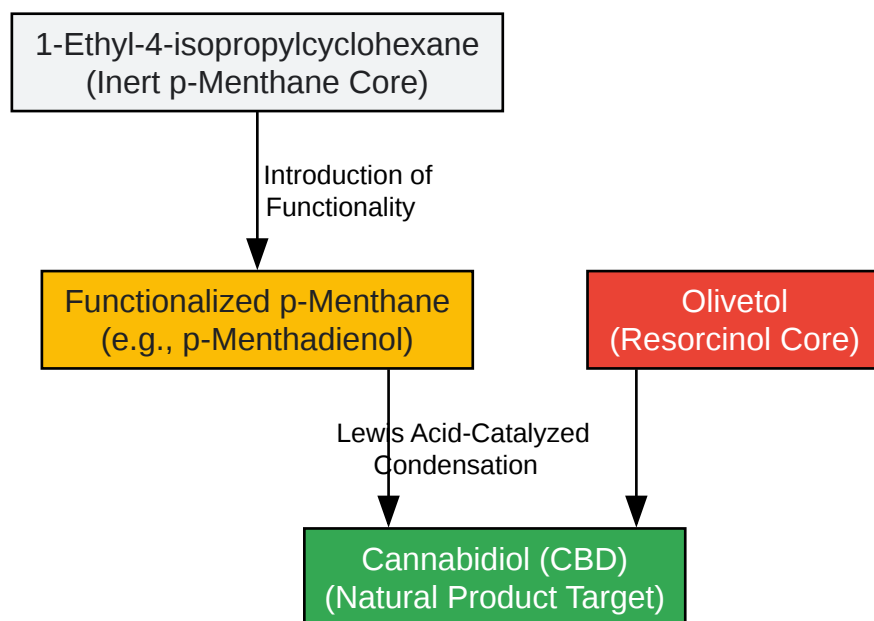 1-Ethyl-4-isopropylcyclohexane
(Inert p-Menthane Core)
Introduction of
Functionality
Functionalized p-Menthane
(e.g., p-Menthadienol)
Olivetol
(Resorcinol Core)
Lewis Acid-Catalyzed
Condensation
Cannabidiol (CBD)
(Natural Product Target)